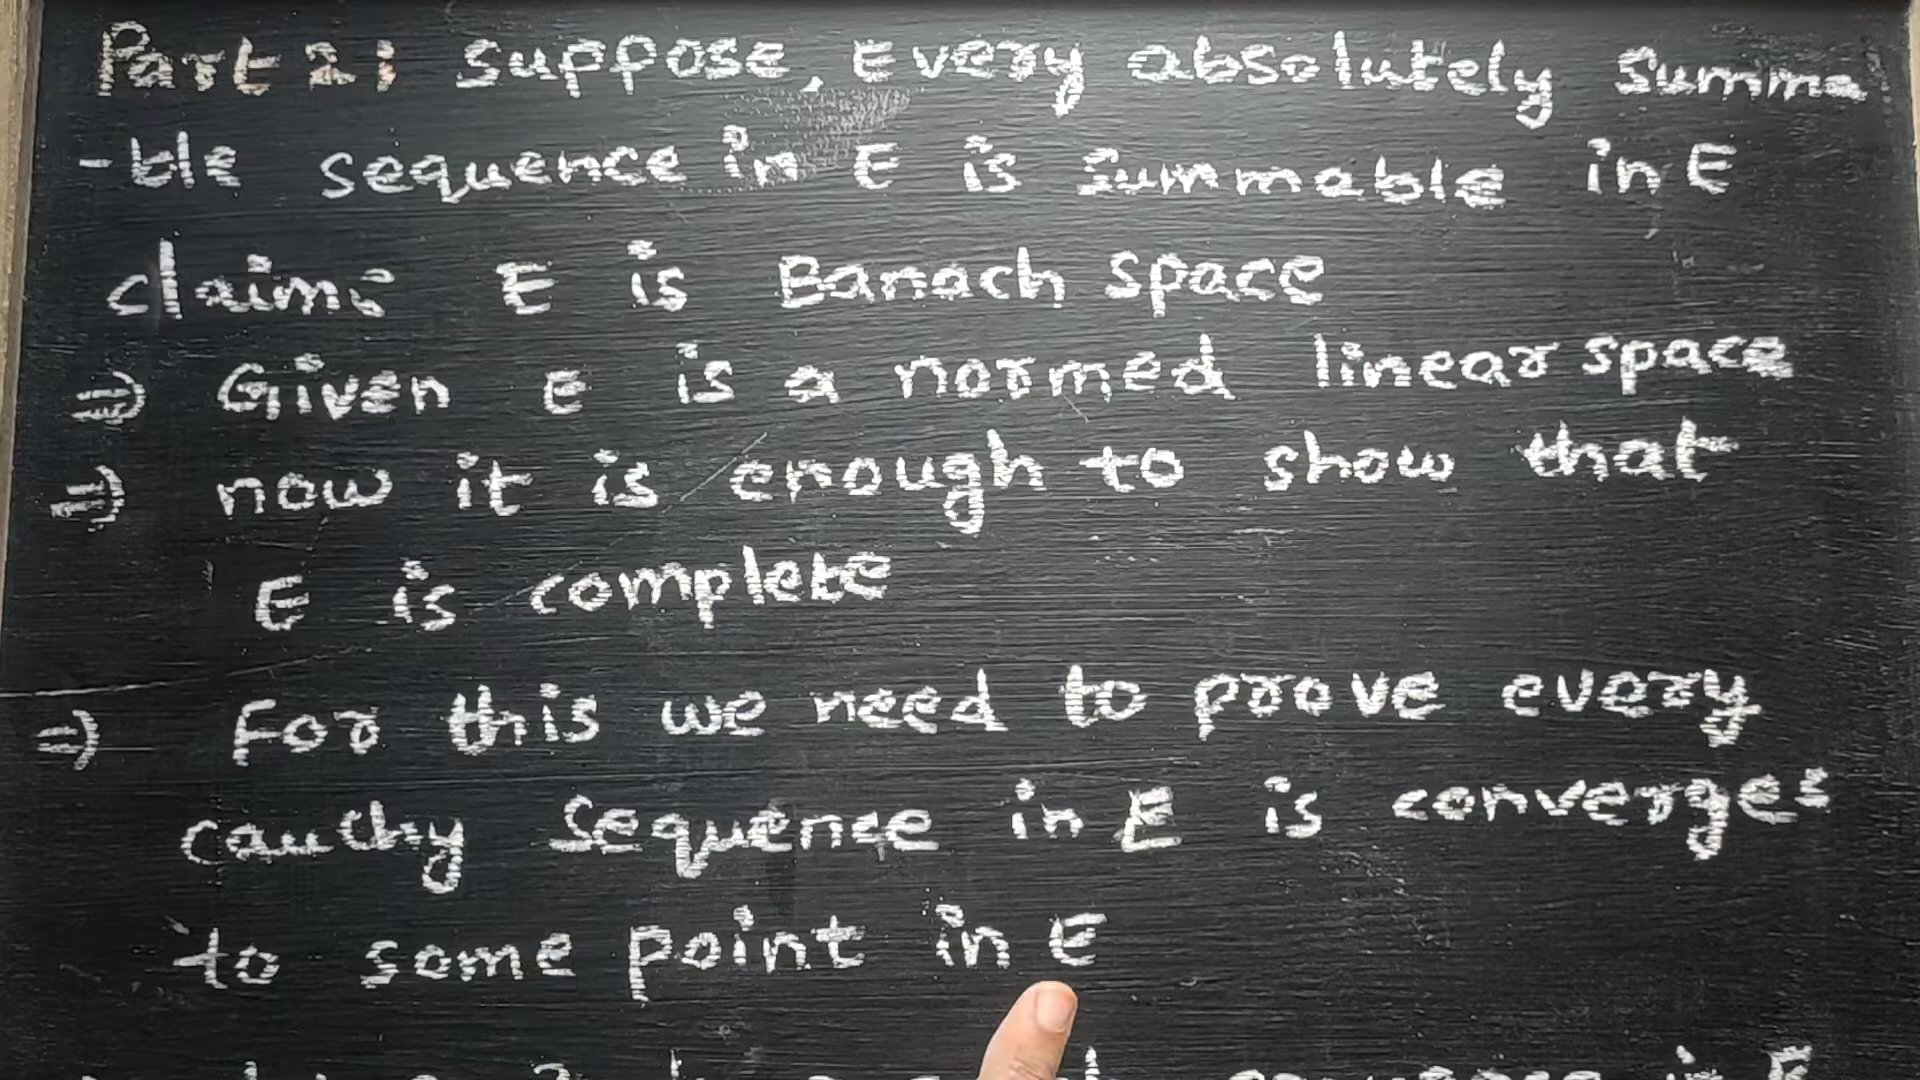 Part 2: Suppose, Every absolutely Summa
-ble sequence in E is Summable in E
claim: E is Banach space
⇒ Given E is a normed linear space
⇒ now it is enough to show that
E is complete
⇒ For this we need to prove every
cauchy sequence in E is converges
to some point in E